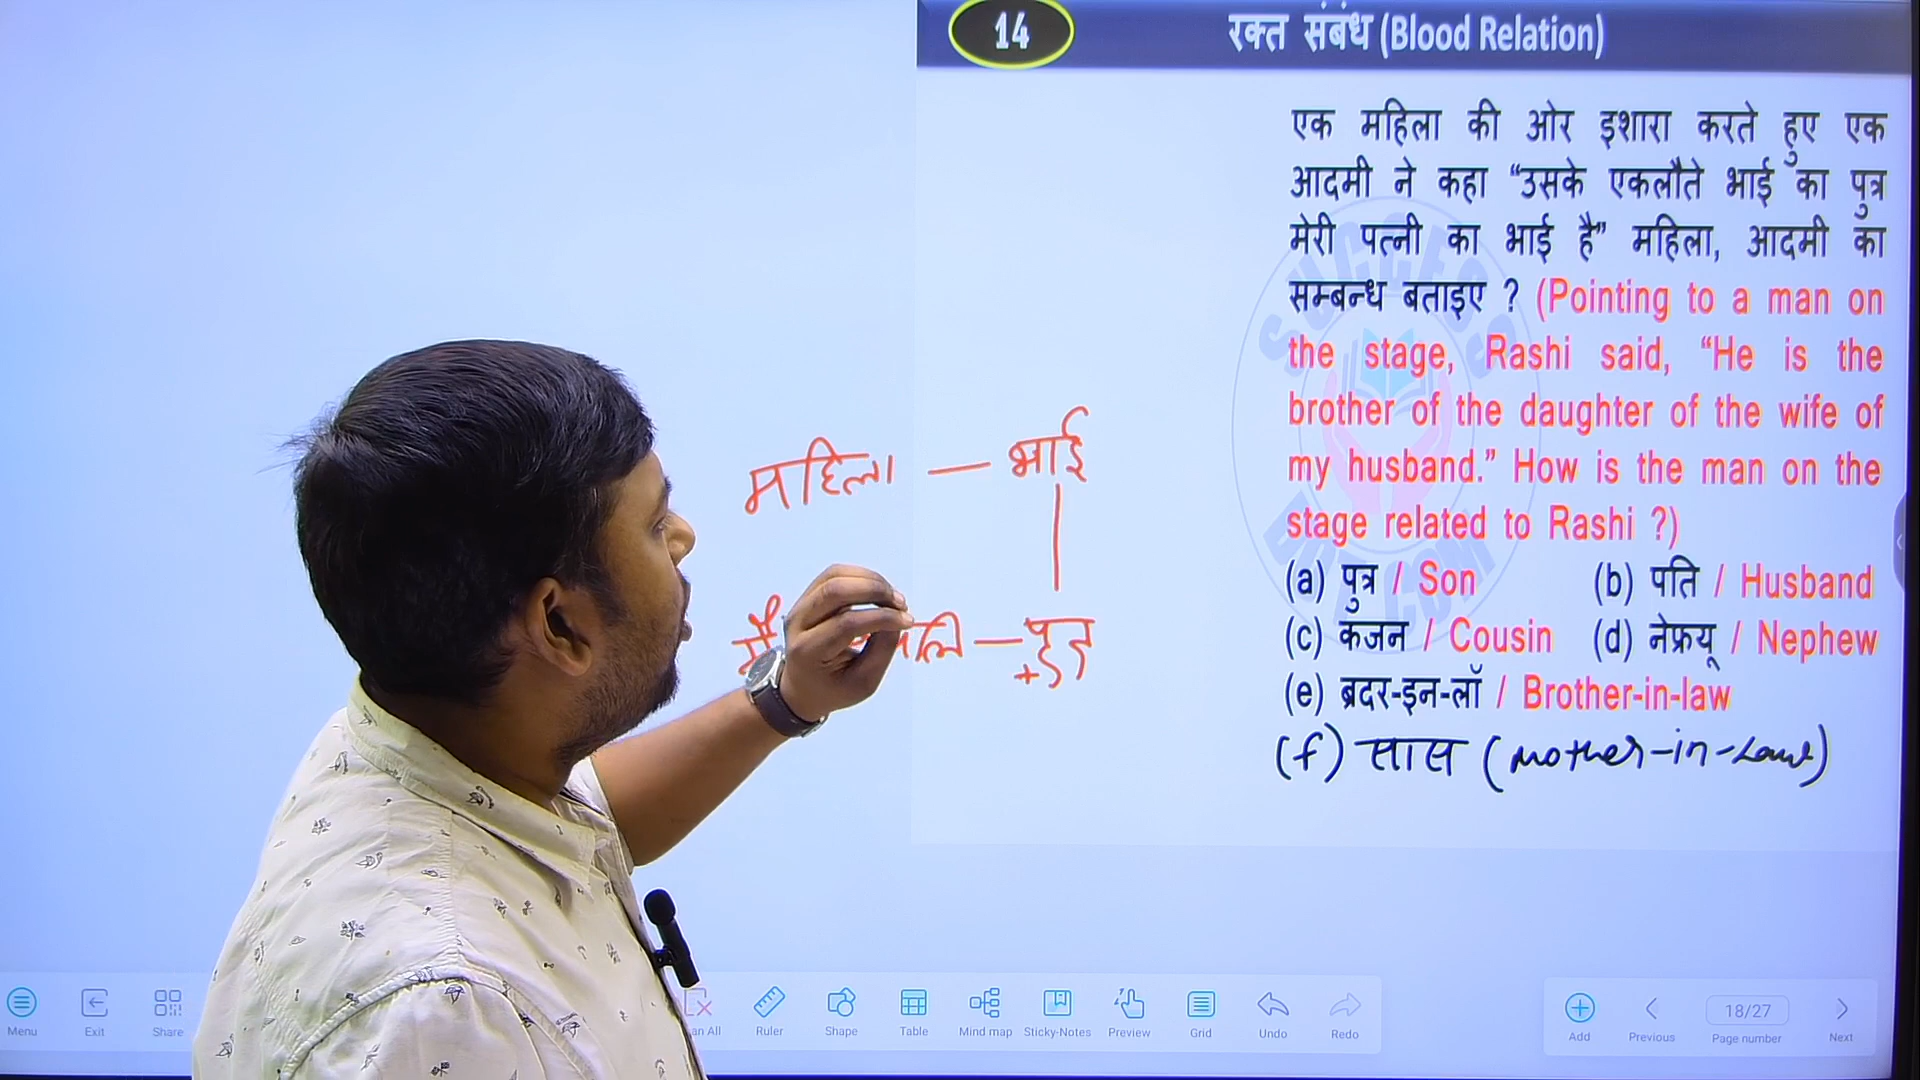 14
रक्त संबंध (Blood Relation)
एक महिला की ओर इशारा करते हुए एक
आदमी ने कहा “उसके एकलौते भाई का पुत्र
मेरी पत्नी का भाई है” महिला, आदमी का
सम्बन्ध बताइए ? (Pointing to a man on
the stage, Rashi said, “He is the
brother of the daughter of the wife of
my husband.” How is the man on the
stage related to Rashi ?)
(a) पुत्र / Son (b) पति / Husband
(c) कजन / Cousin (d) नेफ्रयू / Nephew
(e) ब्रदर-इन-लॉ / Brother-in-law
(f) सास (mother-in-Law)
महिला — भाई
— पुत्र
+
Menu Exit Share Ruler Shape Table Mind map Sticky-Notes Preview Grid Undo Redo Add Previous 18/27 Page number Next